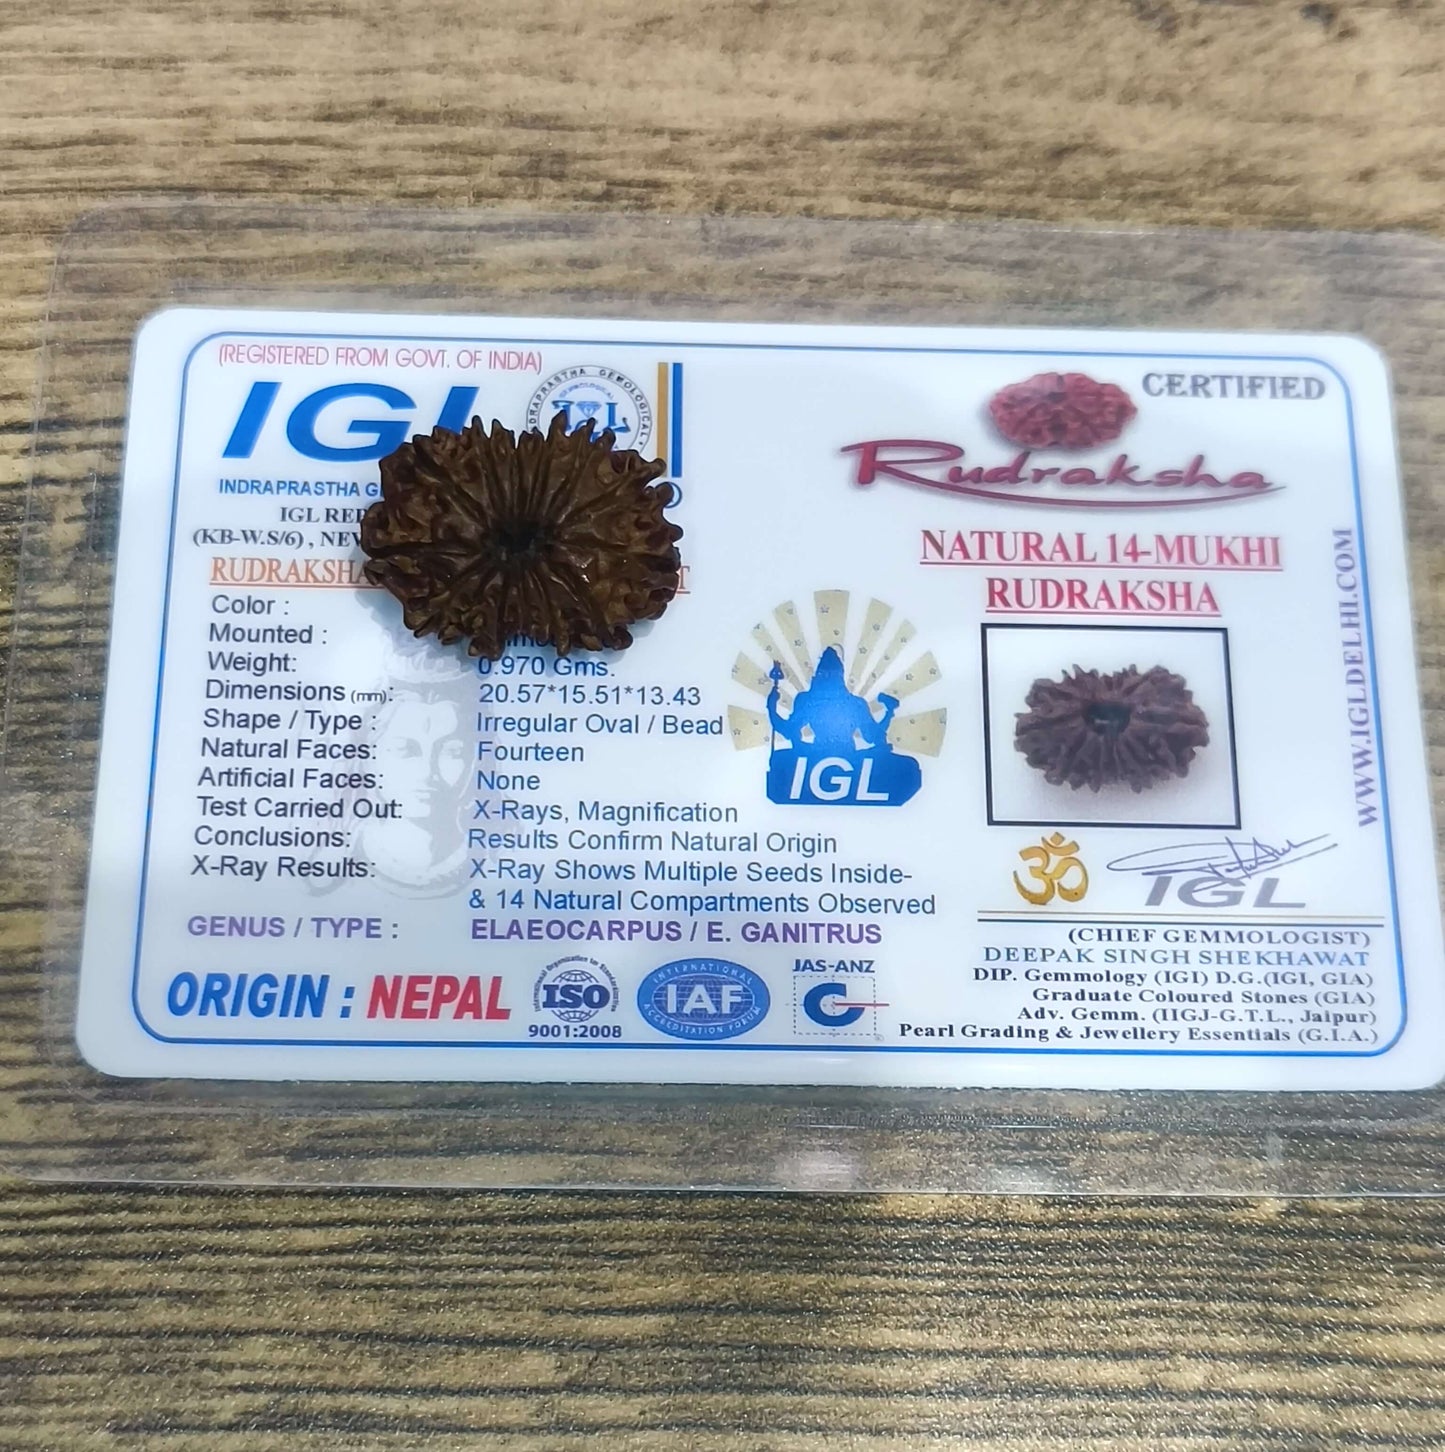 (REGISTERED FROM GOVT. OF INDIA)
IGL
INDRAPRASTHA
IGL
(KB-W.S/6) ,
CERTIFIED
Rudraksha
NATURAL 14-MUKHI
RUDRAKSHA
RUDRAKSHA
Color :
Mounted :
Weight: 0.970 Gms.
Dimensions (mm): 20.57*15.51*13.43
Shape / Type : Irregular Oval / Bead
Natural Faces: Fourteen
Artificial Faces: None
Test Carried Out: X-Rays, Magnification
Conclusions: Results Confirm Natural Origin
X-Ray Results: X-Ray Shows Multiple Seeds Inside-
& 14 Natural Compartments Observed
GENUS / TYPE : ELAEOCARPUS / E. GANITRUS
ORIGIN : NEPAL
ISO
9001:2008
INTERNATIONAL
IAF
ACCREDITATION FORUM
JAS-ANZ
IGL
ॐ
IGL
(CHIEF GEMMOLOGIST)
DEEPAK SINGH SHEKHAWAT
DIP. Gemmology (IGI) D.G.(IGI, GIA)
Graduate Coloured Stones (GIA)
Adv. Gemm. (IIGJ-G.T.L., Jaipur)
Pearl Grading & Jewellery Essentials (G.I.A.)
WWW.IGLDELHI.COM